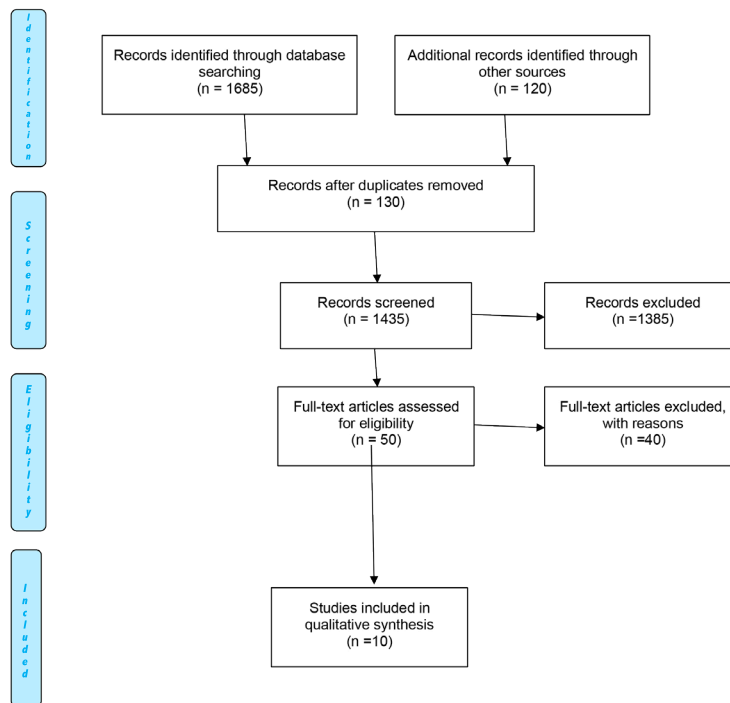 Identification
Records identified through database
searching
(n = 1685)
Additional records identified through
other sources
(n = 120)
Records after duplicates removed
(n = 130)
Screening
Records screened
(n = 1435)
Records excluded
(n =1385)
Eligibility
Full-text articles assessed
for eligibility
(n = 50)
Full-text articles excluded,
with reasons
(n =40)
Included
Studies included in
qualitative synthesis
(n =10)